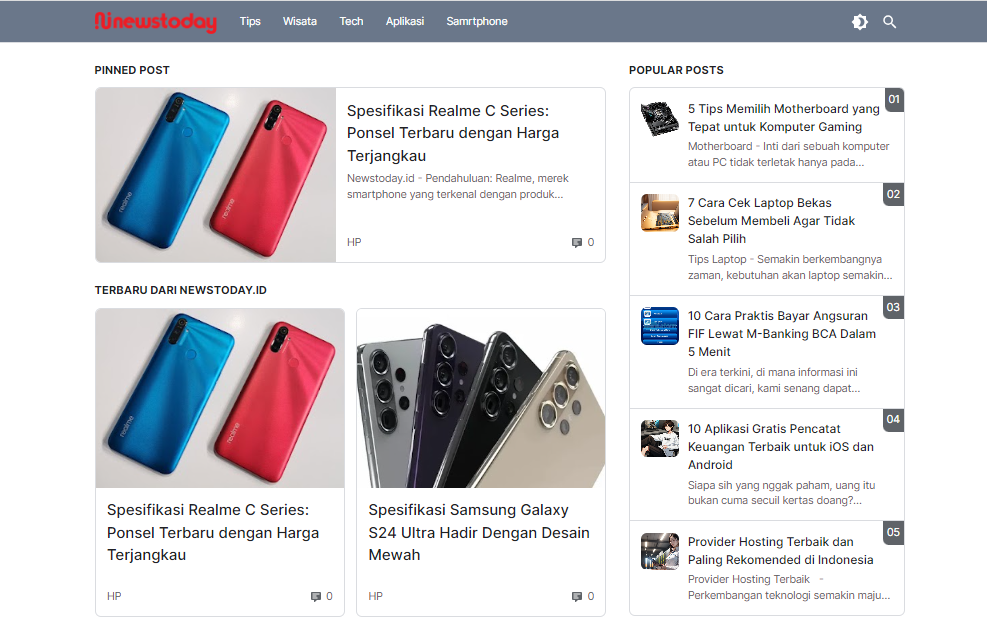 newstoday
Tips
Wisata
Tech
Aplikasi
Samrtphone
PINNED POST
realme
realme
Spesifikasi Realme C Series:
Ponsel Terbaru dengan Harga
Terjangkau
Newstoday.id - Pendahuluan: Realme, merek
smartphone yang terkenal dengan produk...
HP
0
TERBARU DARI NEWSTODAY.ID
realme
realme
Spesifikasi Realme C Series:
Ponsel Terbaru dengan Harga
Terjangkau
HP
0
Spesifikasi Samsung Galaxy
S24 Ultra Hadir Dengan Desain
Mewah
HP
0
POPULAR POSTS
01
5 Tips Memilih Motherboard yang
Tepat untuk Komputer Gaming
Motherboard - Inti dari sebuah komputer
atau PC tidak terletak hanya pada...
02
7 Cara Cek Laptop Bekas
Sebelum Membeli Agar Tidak
Salah Pilih
Tips Laptop - Semakin berkembangnya
zaman, kebutuhan akan laptop semakin...
03
10 Cara Praktis Bayar Angsuran
FIF Lewat M-Banking BCA Dalam
5 Menit
Di era terkini, di mana informasi ini
sangat dicari, kami senang dapat...
04
10 Aplikasi Gratis Pencatat
Keuangan Terbaik untuk iOS dan
Android
Siapa sih yang nggak paham, uang itu
bukan cuma secuil kertas doang?...
05
Provider Hosting Terbaik dan
Paling Rekomended di Indonesia
Provider Hosting Terbaik -
Perkembangan teknologi semakin maju...